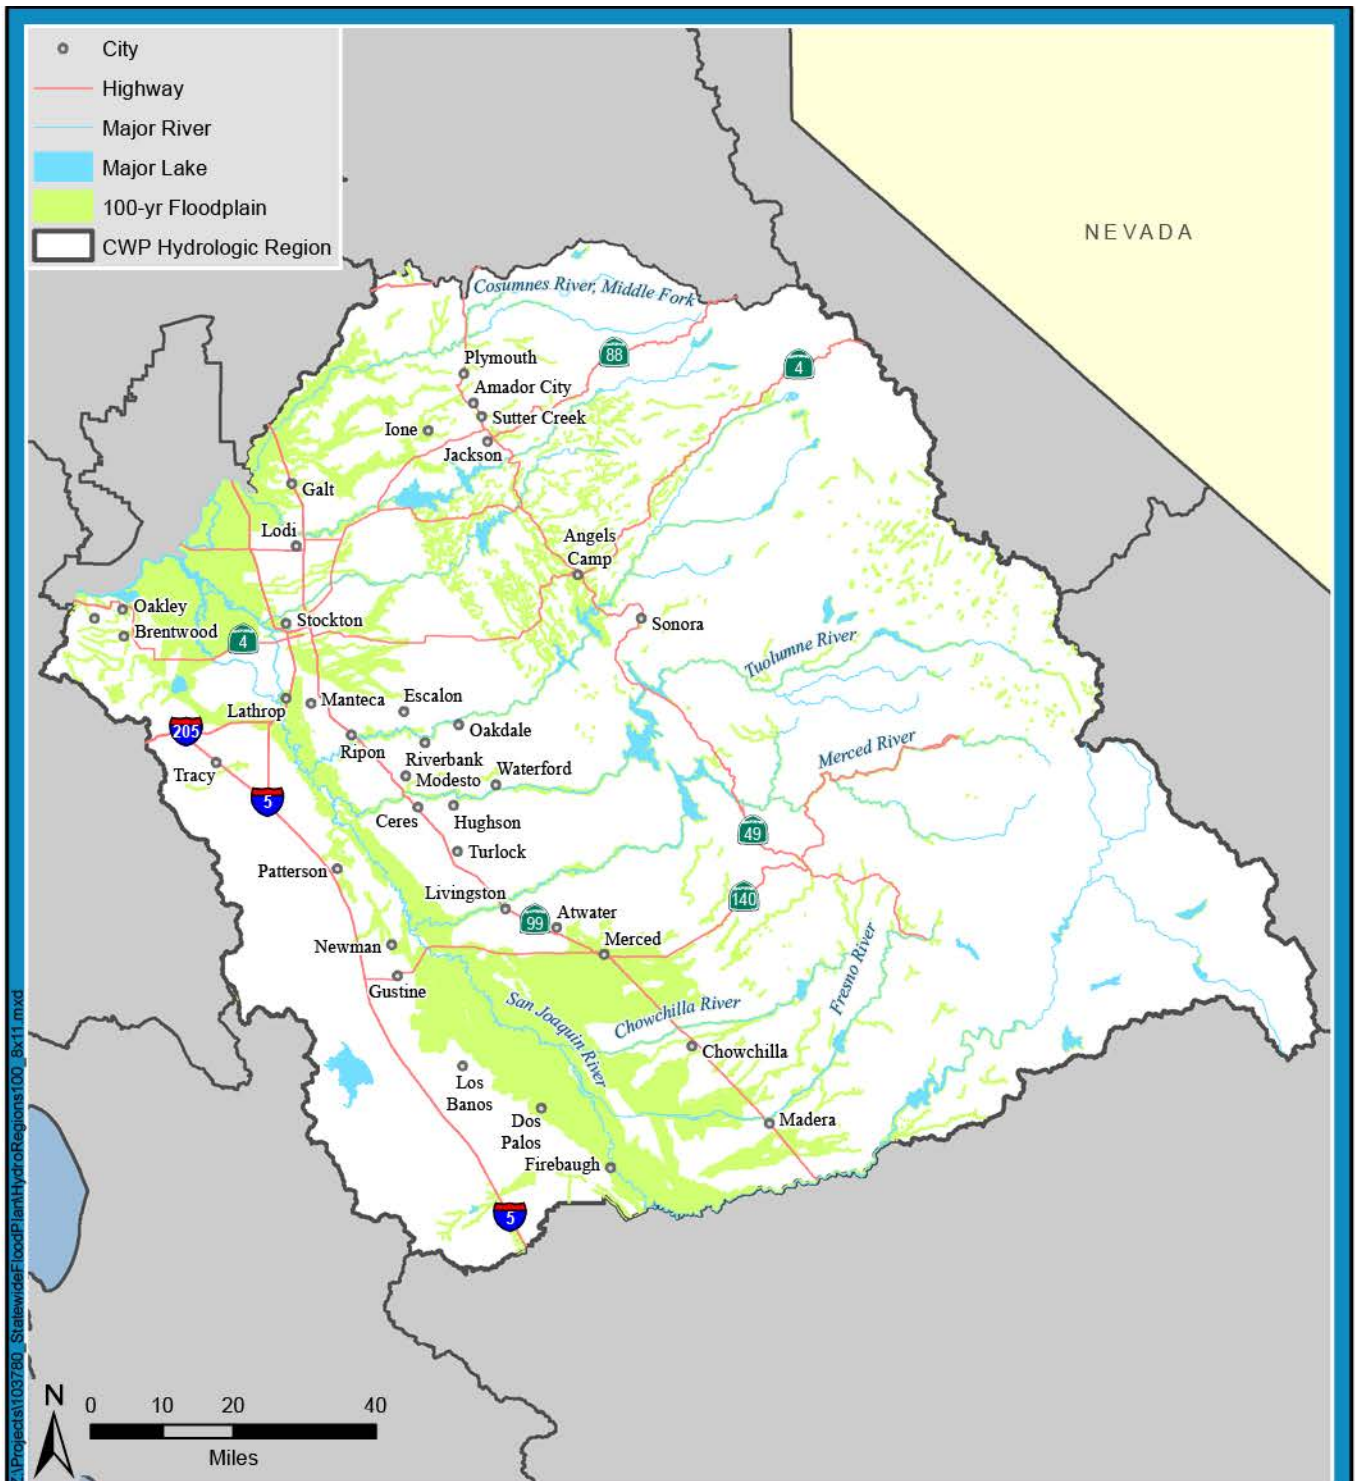 City
Highway
Major River
Major Lake
100-yr Floodplain
CWP Hydrologic Region
NEVADA
Cosumnes River, Middle Fork
88
4
Plymouth
Amador City
Sutter Creek
Ione
Jackson
Galt
Lodi
Angels
Camp
Oakley
Brentwood
4
Stockton
Sonora
Tuolumne River
Manteca
Escalon
Lathrop
Oakdale
205
Ripon
Riverbank
Merced River
Tracy
Modesto
Waterford
5
Ceres
Hughson
49
Turlock
Patterson
Livingston
140
99
Atwater
Merced
Newman
Gustine
San Joaquin River
Chowchilla River
Fresno River
Chowchilla
Los
Banos
Dos
Palos
Madera
Firebaugh
5
N
0 10 20 40
Miles
Z:\Projects\103780_StatewideFloodPlan\HydroRegions100_8x11.mxd